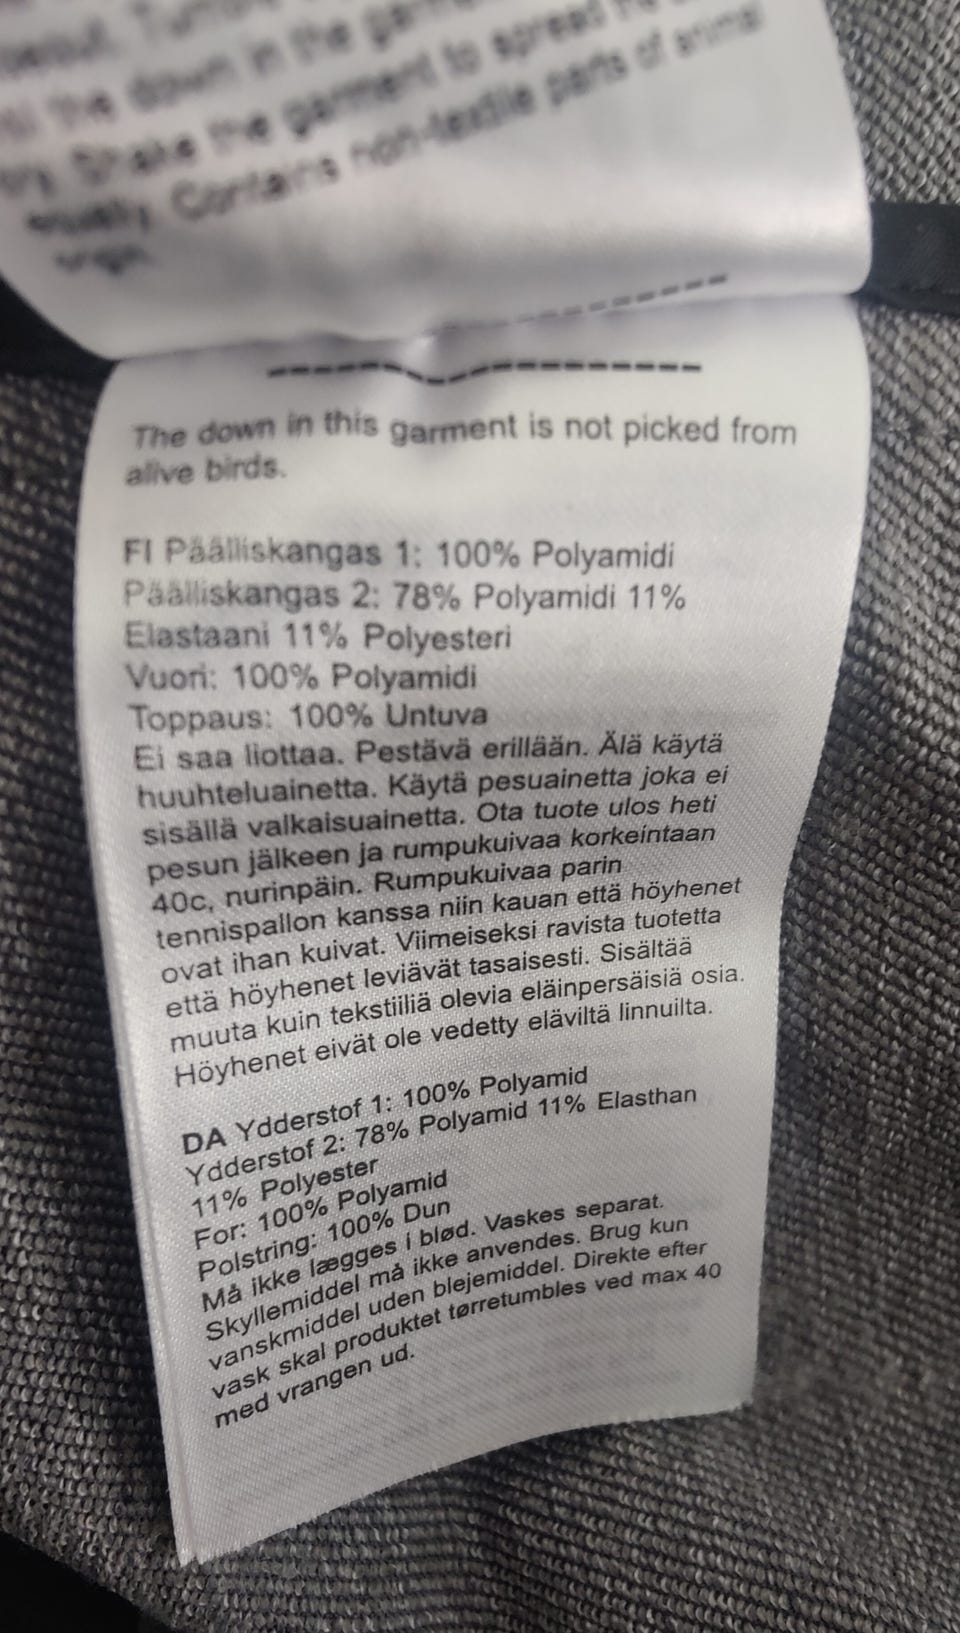 the down in the garment
Shake the garment to spread
equally. Contains non-textile parts of animal
origin.
The down in this garment is not picked from
alive birds.
FI Päälliskangas 1: 100% Polyamidi
Päälliskangas 2: 78% Polyamidi 11%
Elastaani 11% Polyesteri
Vuori: 100% Polyamidi
Toppaus: 100% Untuva
Ei saa liottaa. Pestävä erillään. Älä käytä
huuhteluainetta. Käytä pesuainetta joka ei
sisällä valkaisuainetta. Ota tuote ulos heti
pesun jälkeen ja rumpukuivaa korkeintaan
40c, nurinpäin. Rumpukuivaa parin
tennispallon kanssa niin kauan että höyhenet
ovat ihan kuivat. Viimeiseksi ravista tuotetta
että höyhenet leviävät tasaisesti. Sisältää
muuta kuin tekstiiliä olevia eläinpersäisiä osia.
Höyhenet eivät ole vedetty eläviltä linnuilta.
DA Ydderstof 1: 100% Polyamid
Ydderstof 2: 78% Polyamid 11% Elasthan
11% Polyester
For: 100% Polyamid
Polstring: 100% Dun
Må ikke lægges i blød. Vaskes separat.
Skyllemiddel må ikke anvendes. Brug kun
vanskmiddel uden blejemiddel. Direkte efter
vask skal produktet tørretumbles ved max 40
med vrangen ud.